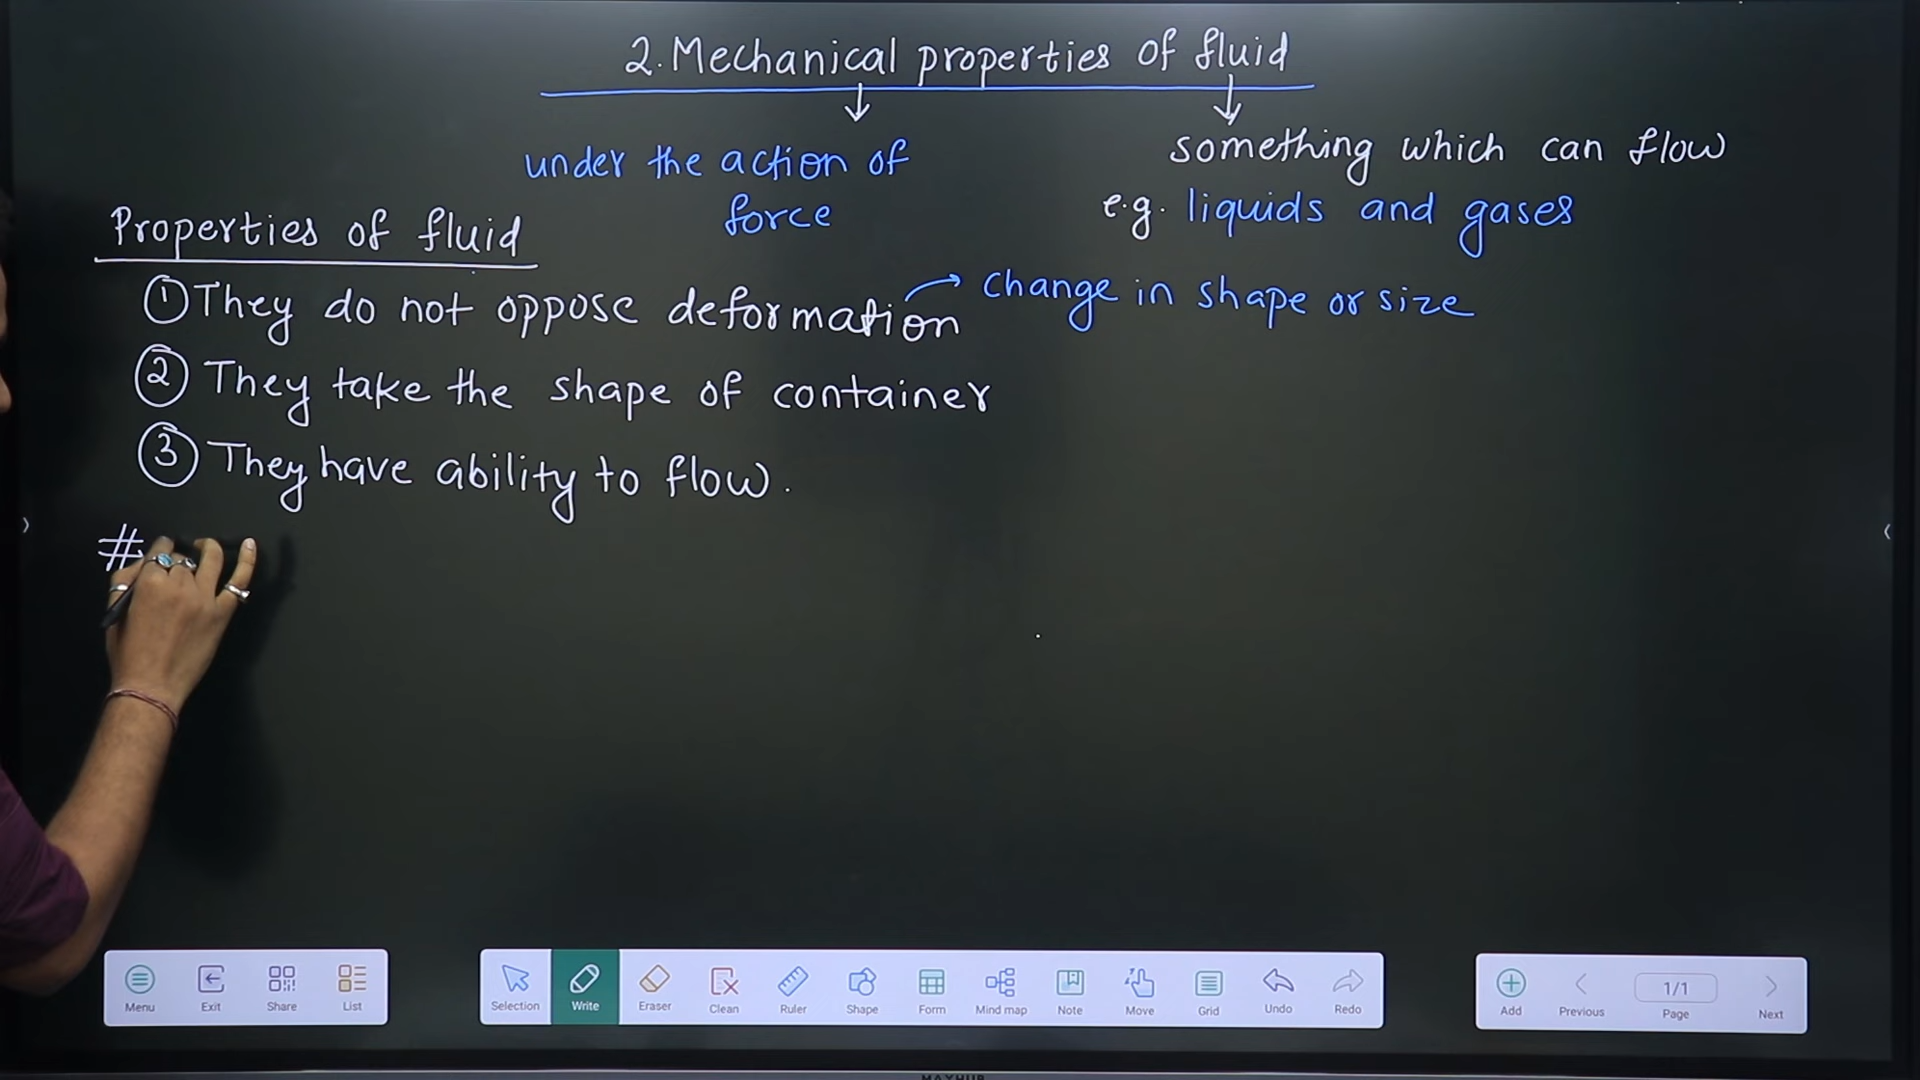 2. Mechanical properties of fluid
under the action of
force
something which can flow
e.g. liquids and gases
Properties of fluid
① They do not oppose deformation → change in shape or size
② They take the shape of container
③ They have ability to flow.
#
Menu Exit Share List
Selection Write Eraser Clean Ruler Shape Form Mind map Note Move Grid Undo Redo
Add Previous 1/1 Page Next